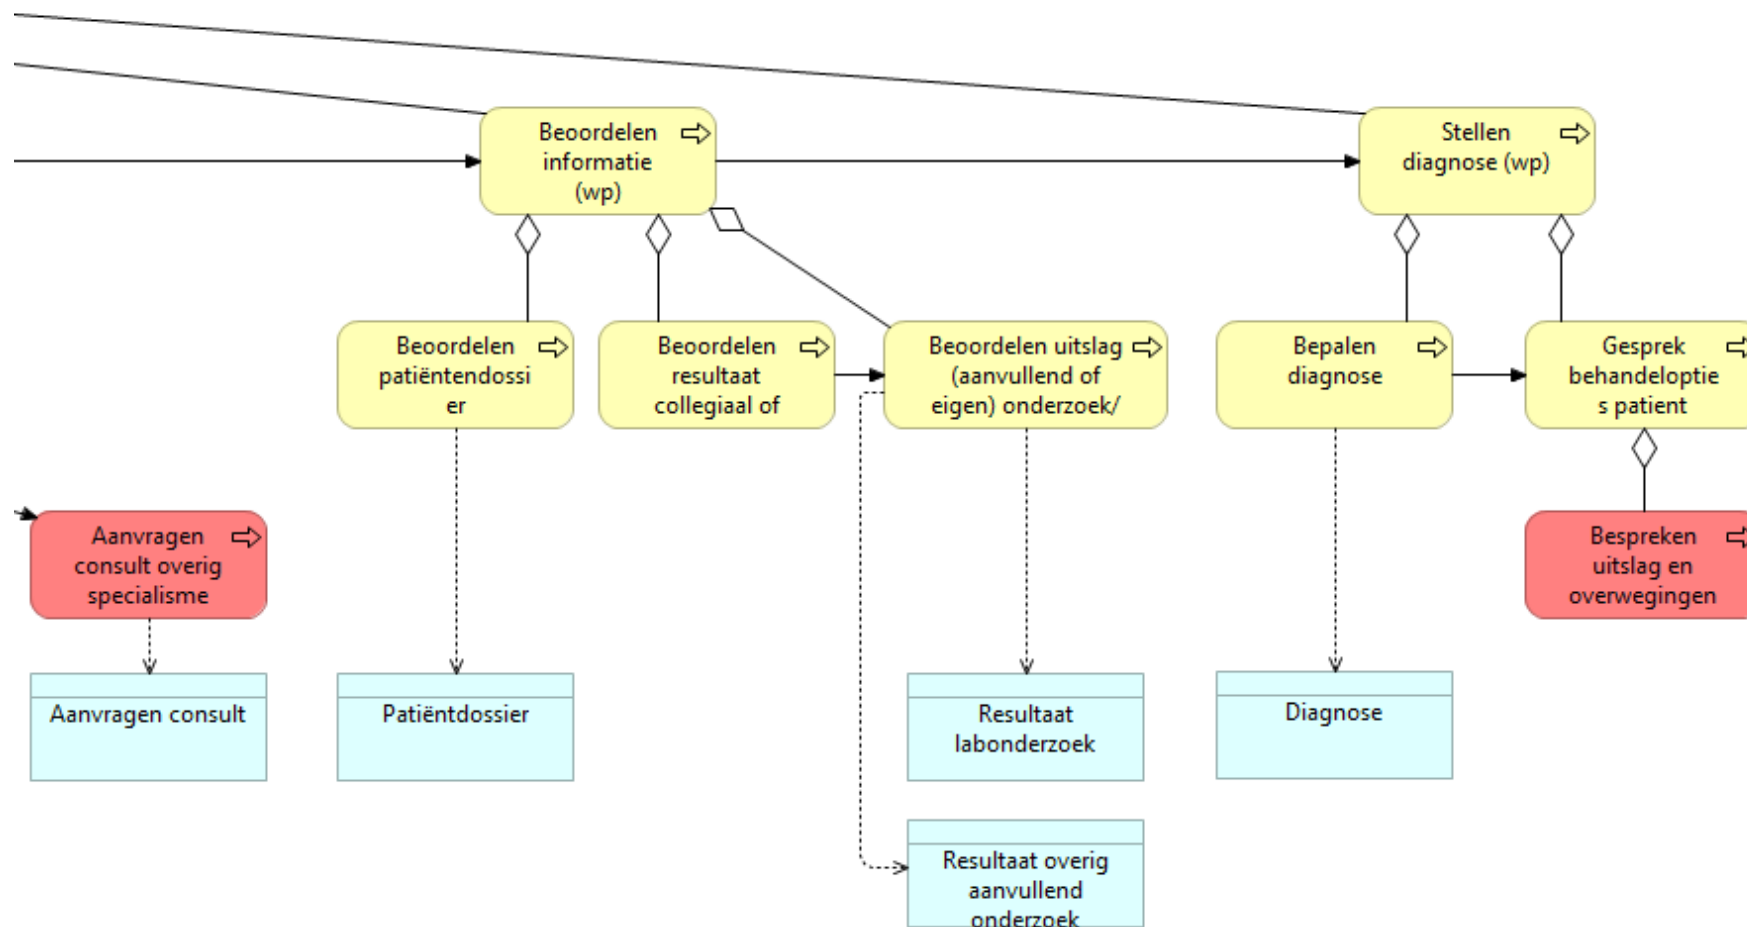 Beoordelen
informatie
(wp)
Stellen
diagnose (wp)
Beoordelen
patiëntendossi
er
Beoordelen
resultaat
collegiaal of
Beoordelen uitslag
(aanvullend of
eigen) onderzoek/
Bepalen
diagnose
Gesprek
behandeloptie
s patient
Aanvragen
consult overig
specialisme
Bespreken
uitslag en
overwegingen
Aanvragen consult
Patiëntdossier
Resultaat
labonderzoek
Diagnose
Resultaat overig
aanvullend
onderzoek